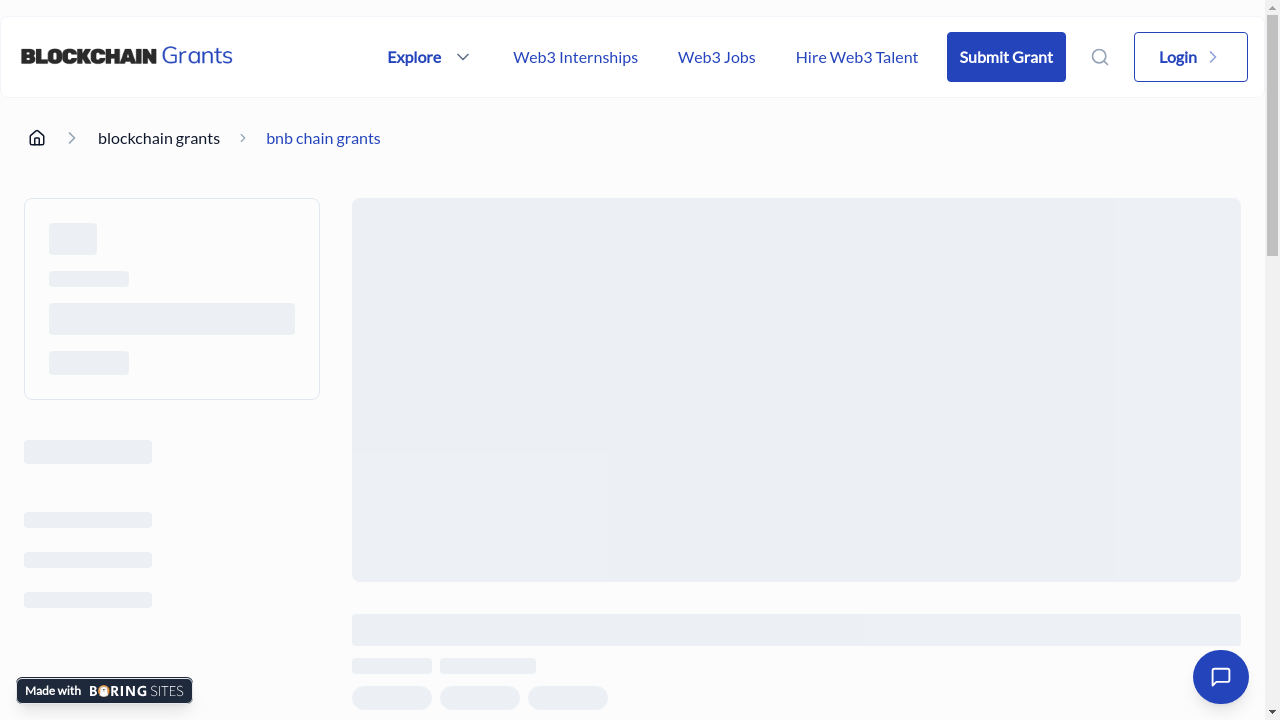 BLOCKCHAIN Grants
Explore
Web3 Internships
Web3 Jobs
Hire Web3 Talent
Submit Grant
Login
blockchain grants
bnb chain grants
Made with BORING SITES